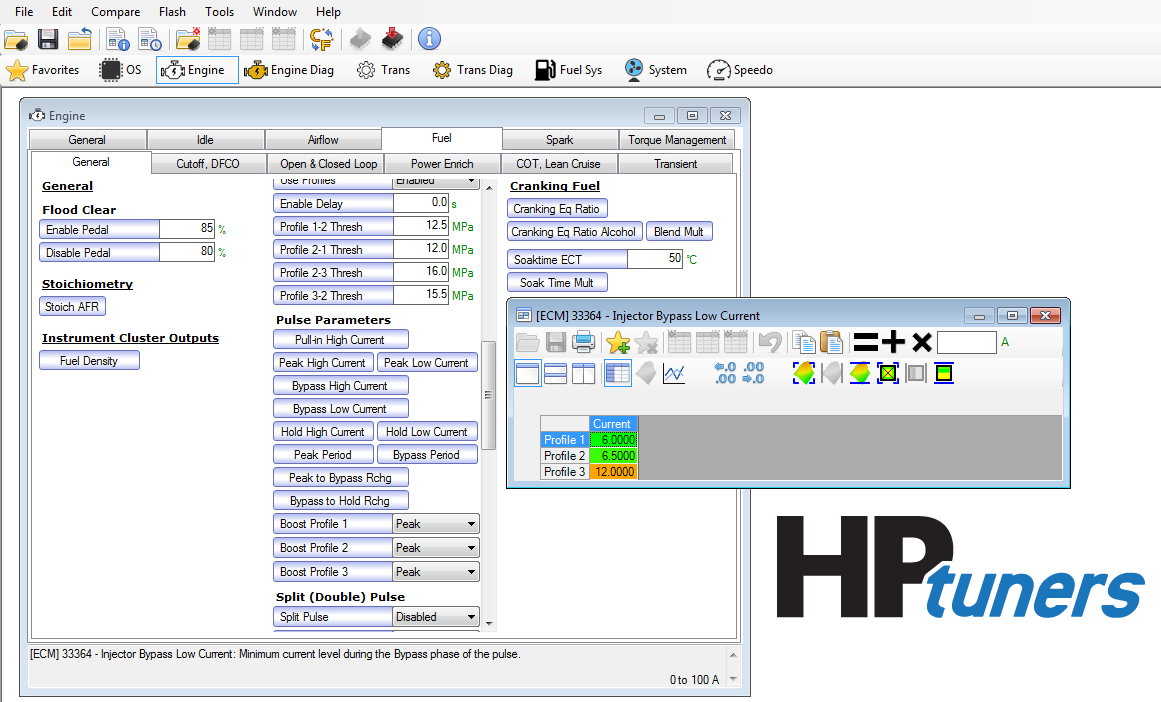 File Edit Compare Flash Tools Window Help
Favorites OS Engine Engine Diag Trans Trans Diag Fuel Sys System Speedo
Engine
General Idle Airflow Fuel Spark Torque Management
General Cutoff, DFCO Open & Closed Loop Power Enrich COT, Lean Cruise Transient
General
Flood Clear
Enable Pedal 85 %
Disable Pedal 80 %
Stoichiometry
Stoich AFR
Instrument Cluster Outputs
Fuel Density
Use Profiles Enabled
Enable Delay 0.0 s
Profile 1-2 Thresh 12.5 MPa
Profile 2-1 Thresh 12.0 MPa
Profile 2-3 Thresh 16.0 MPa
Profile 3-2 Thresh 15.5 MPa
Pulse Parameters
Pull-in High Current
Peak High Current Peak Low Current
Bypass High Current
Bypass Low Current
Hold High Current Hold Low Current
Peak Period Bypass Period
Peak to Bypass Rchg
Bypass to Hold Rchg
Boost Profile 1 Peak
Boost Profile 2 Peak
Boost Profile 3 Peak
Split (Double) Pulse
Split Pulse Disabled
Cranking Fuel
Cranking Eq Ratio
Cranking Eq Ratio Alcohol Blend Mult
Soaktime ECT 50 °C
Soak Time Mult
[ECM] 33364 - Injector Bypass Low Current
A
←.0 .00
.00 →.0
Current
Profile 1 6.0000
Profile 2 6.5000
Profile 3 12.0000
[ECM] 33364 - Injector Bypass Low Current: Minimum current level during the Bypass phase of the pulse.
0 to 100 A
HPtuners